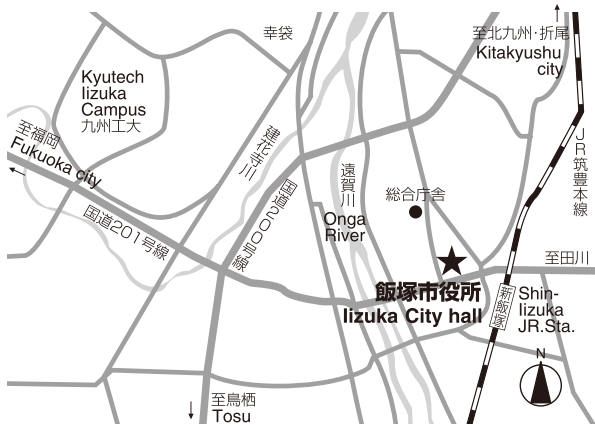 至北九州・折尾
Kitakyushu
city
幸袋
Kyutech
Iizuka
Campus
九州工大
至福岡
Fukuoka city
建花寺川
国道200号線
国道201号線
遠賀川
Onga
River
総合庁舎
JR筑豊本線
至田川
飯塚市役所
Iizuka City hall
新飯塚
Shin-
Iizuka
JR.Sta.
N
至鳥栖
Tosu